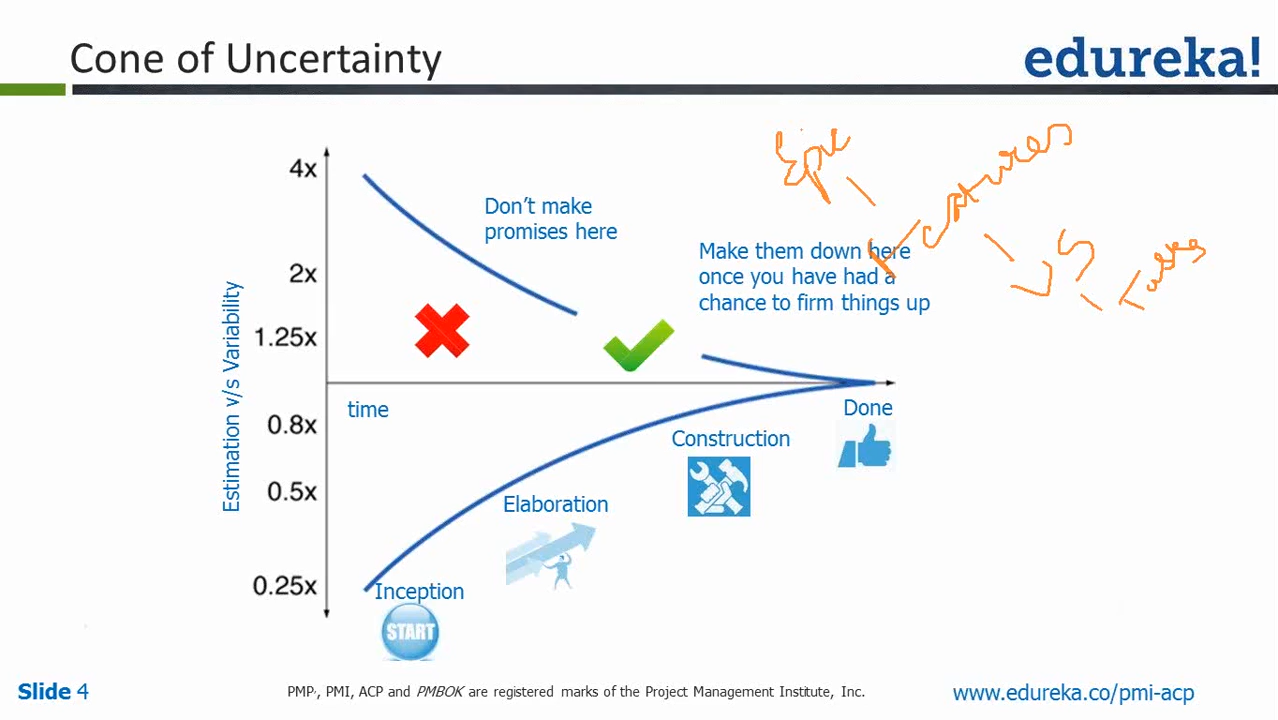 Cone of Uncertainty
edureka!
Epic
Features
US
Tasks
4x
2x
1.25x
0.8x
0.5x
0.25x
Estimation v/s Variability
Don't make
promises here
Make them down here
once you have had a
chance to firm things up
time
Done
Construction
Elaboration
Inception
START
Slide 4
PMP, PMI, ACP and PMBOK are registered marks of the Project Management Institute, Inc.
www.edureka.co/pmi-acp